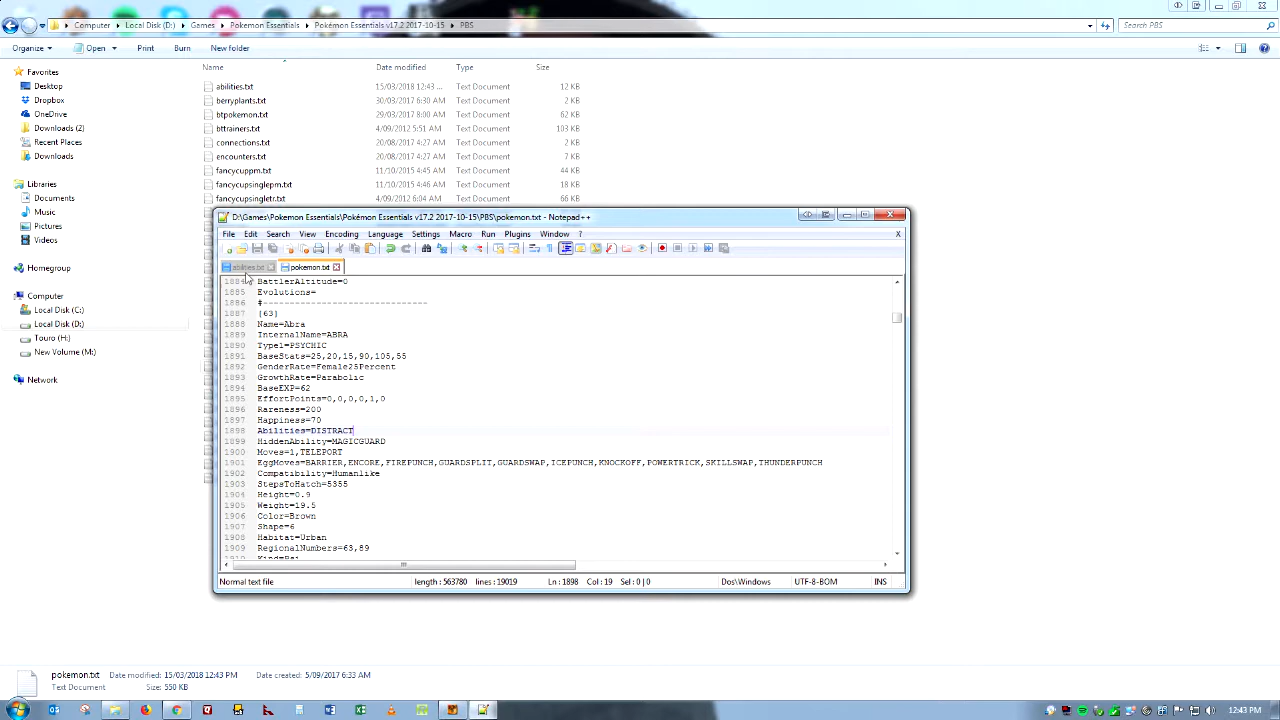 Computer ▸ Local Disk (D:) ▸ Games ▸ Pokemon Essentials ▸ Pokémon Essentials v17.2 2017-10-15 ▸ PBS
Search PBS
Organize Open Print Burn New folder
Name Date modified Type Size
Favorites
Desktop
Dropbox
OneDrive
Downloads (2)
Recent Places
Downloads
Libraries
Documents
Music
Pictures
Videos
Homegroup
Computer
Local Disk (C:)
Local Disk (D:)
Touro (H:)
New Volume (M:)
Network
abilities.txt 15/03/2018 12:43 ... Text Document 12 KB
berryplants.txt 30/03/2017 6:30 AM Text Document 2 KB
btpokemon.txt 29/03/2017 8:00 AM Text Document 62 KB
bttrainers.txt 4/09/2012 5:51 AM Text Document 103 KB
connections.txt 20/08/2017 4:27 AM Text Document 2 KB
encounters.txt 20/08/2017 4:27 AM Text Document 7 KB
fancycuppm.txt 11/10/2015 4:45 AM Text Document 44 KB
fancycupsinglepm.txt 11/10/2015 4:46 AM Text Document 18 KB
fancycupsingletr.txt 4/09/2012 6:04 AM Text Document 66 KB
D:\Games\Pokemon Essentials\Pokémon Essentials v17.2 2017-10-15\PBS\pokemon.txt - Notepad++
File Edit Search View Encoding Language Settings Macro Run Plugins Window ? X
abilities.txt pokemon.txt
1884 BattlerAltitude=0
1885 Evolutions=
1886 #-------------------------------
1887 [63]
1888 Name=Abra
1889 InternalName=ABRA
1890 Type1=PSYCHIC
1891 BaseStats=25,20,15,90,105,55
1892 GenderRate=Female25Percent
1893 GrowthRate=Parabolic
1894 BaseEXP=62
1895 EffortPoints=0,0,0,0,1,0
1896 Rareness=200
1897 Happiness=70
1898 Abilities=DISTRACT
1899 HiddenAbility=MAGICGUARD
1900 Moves=1,TELEPORT
1901 EggMoves=BARRIER,ENCORE,FIREPUNCH,GUARDSPLIT,GUARDSWAP,ICEPUNCH,KNOCKOFF,POWERTRICK,SKILLSWAP,THUNDERPUNCH
1902 Compatibility=Humanlike
1903 StepsToHatch=5355
1904 Height=0.9
1905 Weight=19.5
1906 Color=Brown
1907 Shape=6
1908 Habitat=Urban
1909 RegionalNumbers=63,89
Kind=Psi
Normal text file length : 563780 lines : 19019 Ln : 1898 Col : 19 Sel : 0 | 0 Dos\Windows UTF-8-BOM INS
pokemon.txt Date modified: 15/03/2018 12:43 PM Date created: 5/09/2017 6:33 AM
Text Document Size: 550 KB
12:43 PM